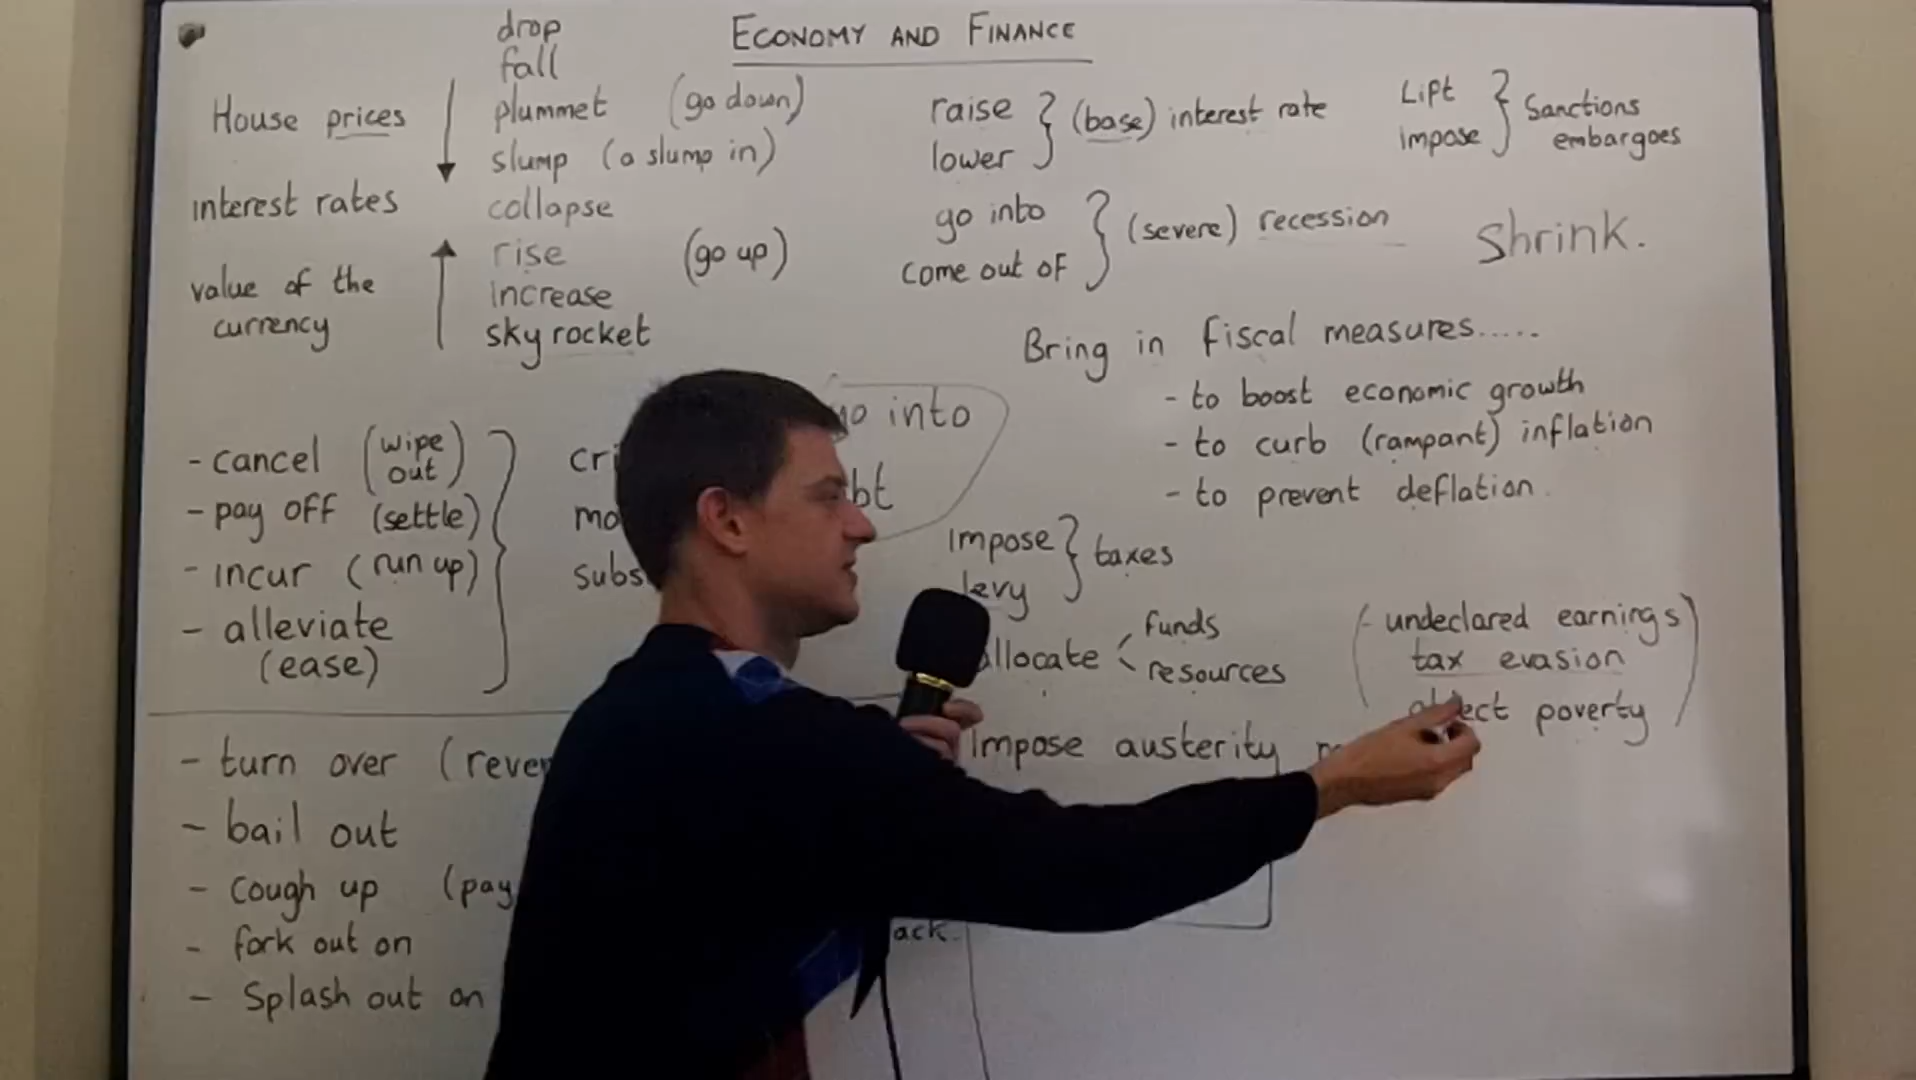 ECONOMY AND FINANCE
drop
fall
House prices
plummet (go down)
slump (a slump in)
interest rates
collapse
rise (go up)
value of the
currency
increase
sky rocket
raise
lower
(base) interest rate
Lift
impose
Sanctions
embargoes
go into
come out of
(severe) recession
Shrink.
Bring in fiscal measures.....
- to boost economic growth
- to curb (rampant) inflation
- to prevent deflation
- cancel (wipe
out)
- pay off (settle)
- incur (run up)
- alleviate
(ease)
into
impose
levy
taxes
funds
resources
undeclared earnings
tax evasion
poverty
impose austerity
- turn over
- bail out
- cough up (pay
- fork out on
- Splash out on